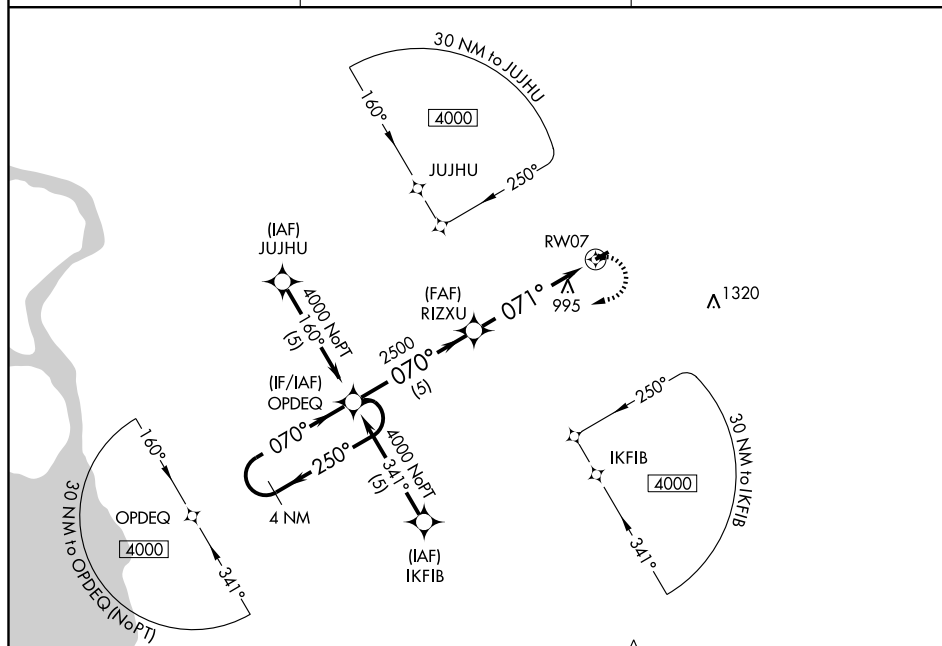 30 NM to JUJHU
160°
4000
JUJHU
250°
(IAF)
JUJHU
4000 NoPT
160°
(5)
RW07
995
1320
071°
(FAF)
RIZXU
2500
070°
(5)
(IF/IAF)
OPDEQ
070°
250°
4 NM
4000 NoPT
341°
(5)
(IAF)
IKFIB
160°
OPDEQ
4000
341°
30 NM to OPDEQ (NoPT)
250°
IKFIB
4000
341°
30 NM to IKFIB